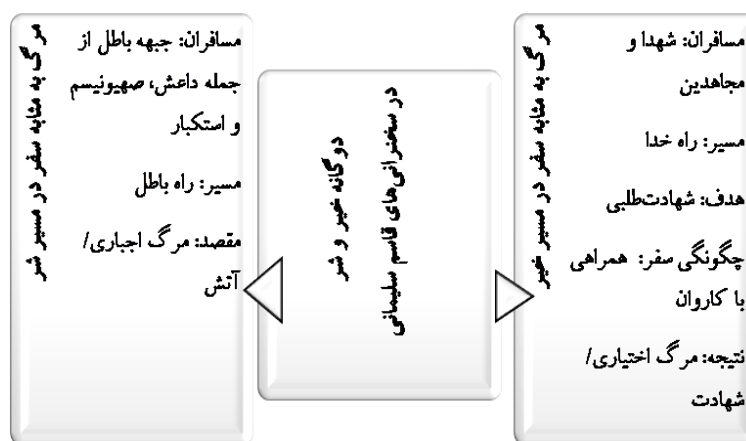 مرگ به مثابه سفر در مسیر خیر
مسافران: شهدا و
مجاهدین
مسیر: راه خدا
هدف: شهادت‌طلبی
چگونگی سفر: همراهی
با کاروان
نتیجه: مرگ اختیاری/
شهادت
دوگانه خیر و شر
در سخنرانی‌های قاسم سلیمانی
مرگ به مثابه سفر در مسیر شر
مسافران: جبهه باطل از
جمله داعش، صهیونیسم
و استکبار
مسیر: راه باطل
مقصد: مرگ اجباری/
آتش